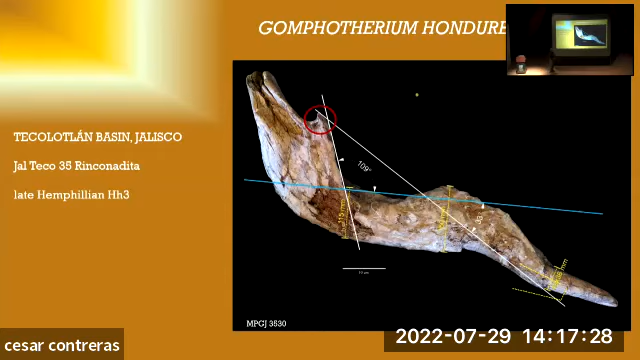 GOMPHOTHERIUM HONDURE
TECOLOTLÁN BASIN, JALISCO
Jal Teco 35 Rinconadita
late Hemphillian Hh3
109°
MPGJ 3530
cesar contreras
2022-07-29 14:17:28